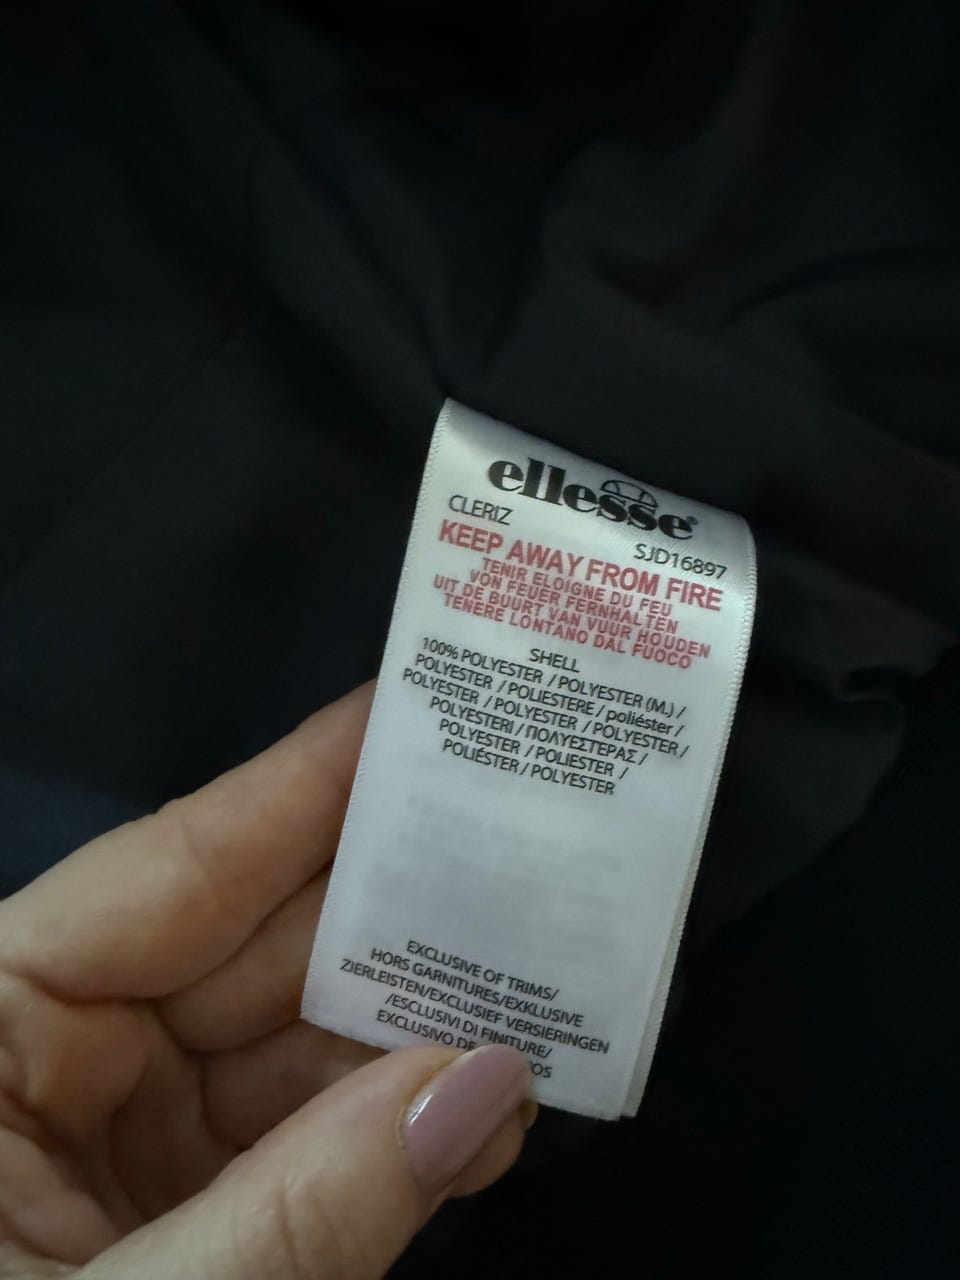 ellesse®
CLERIZ
SJD16897
KEEP AWAY FROM FIRE
TENIR ELOIGNE DU FEU
VON FEUER FERNHALTEN
UIT DE BUURT VAN VUUR HOUDEN
TENERE LONTANO DAL FUOCO
SHELL
100% POLYESTER / POLYESTER (M.) /
POLYESTER / POLIESTERE / poliéster /
POLYESTER / POLYESTER / POLYESTER /
POLYESTERI / ΠΟΛΥΕΣΤΕΡΑΣ /
POLYESTER / POLIESTER /
POLIÉSTER / POLYESTER
EXCLUSIVE OF TRIMS/
HORS GARNITURES/EXKLUSIVE
ZIERLEISTEN/EXCLUSIEF VERSIERINGEN
/ESCLUSIVI DI FINITURE/
EXCLUSIVO